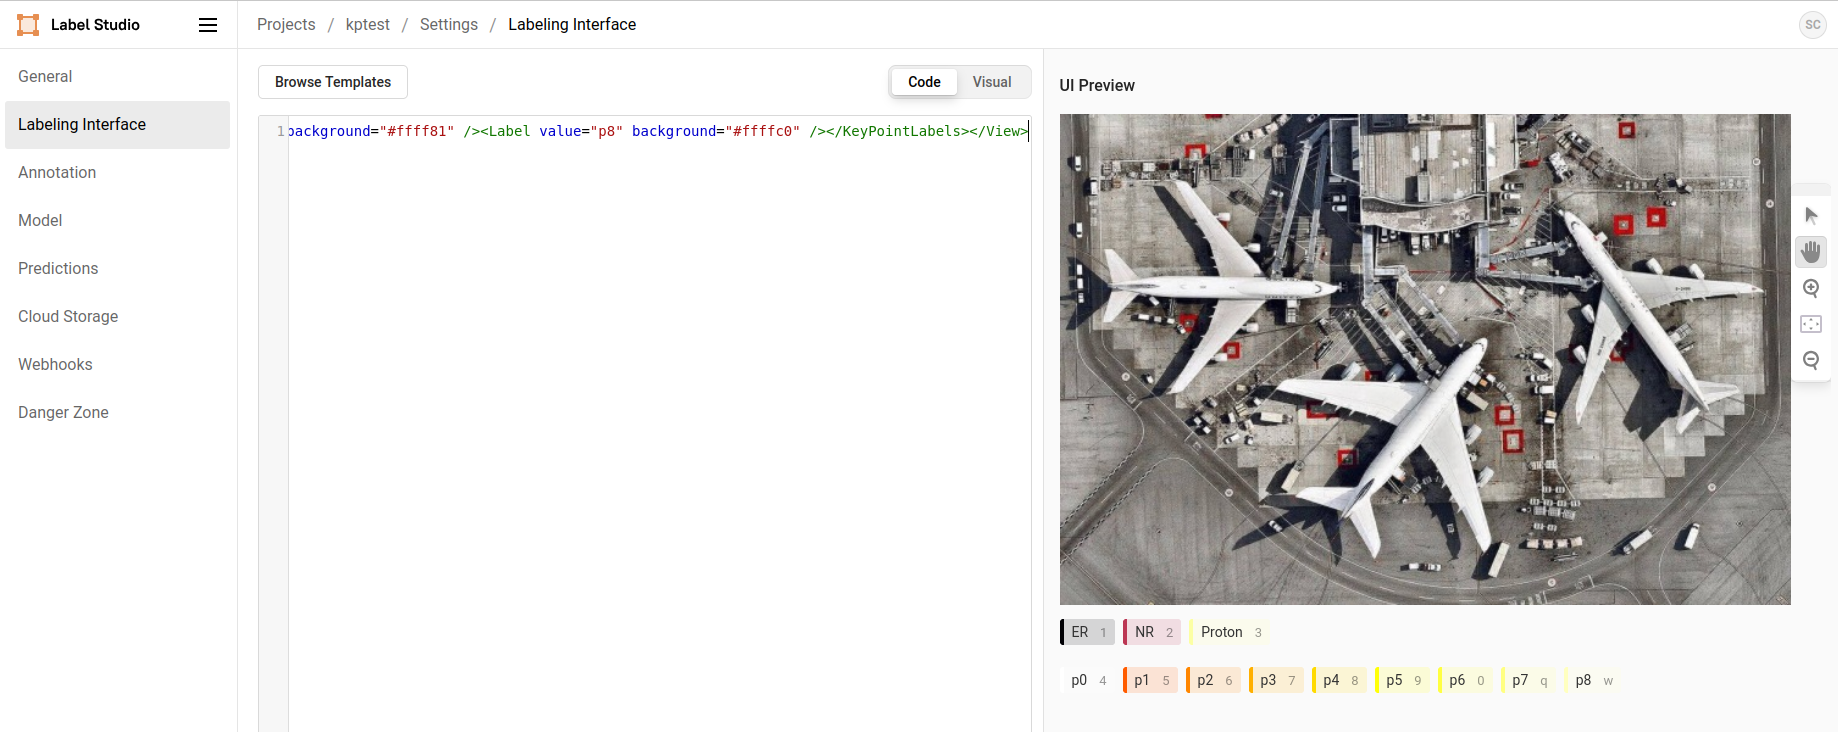 Label Studio
Projects / kptest / Settings / Labeling Interface
SC
General
Labeling Interface
Annotation
Model
Predictions
Cloud Storage
Webhooks
Danger Zone
Browse Templates
Code Visual
1 background="#ffff81" /><Label value="p8" background="#ffffc0" /></KeyPointLabels></View>
UI Preview
ER 1 NR 2 Proton 3
p0 4 p1 5 p2 6 p3 7 p4 8 p5 9 p6 0 p7 q p8 w